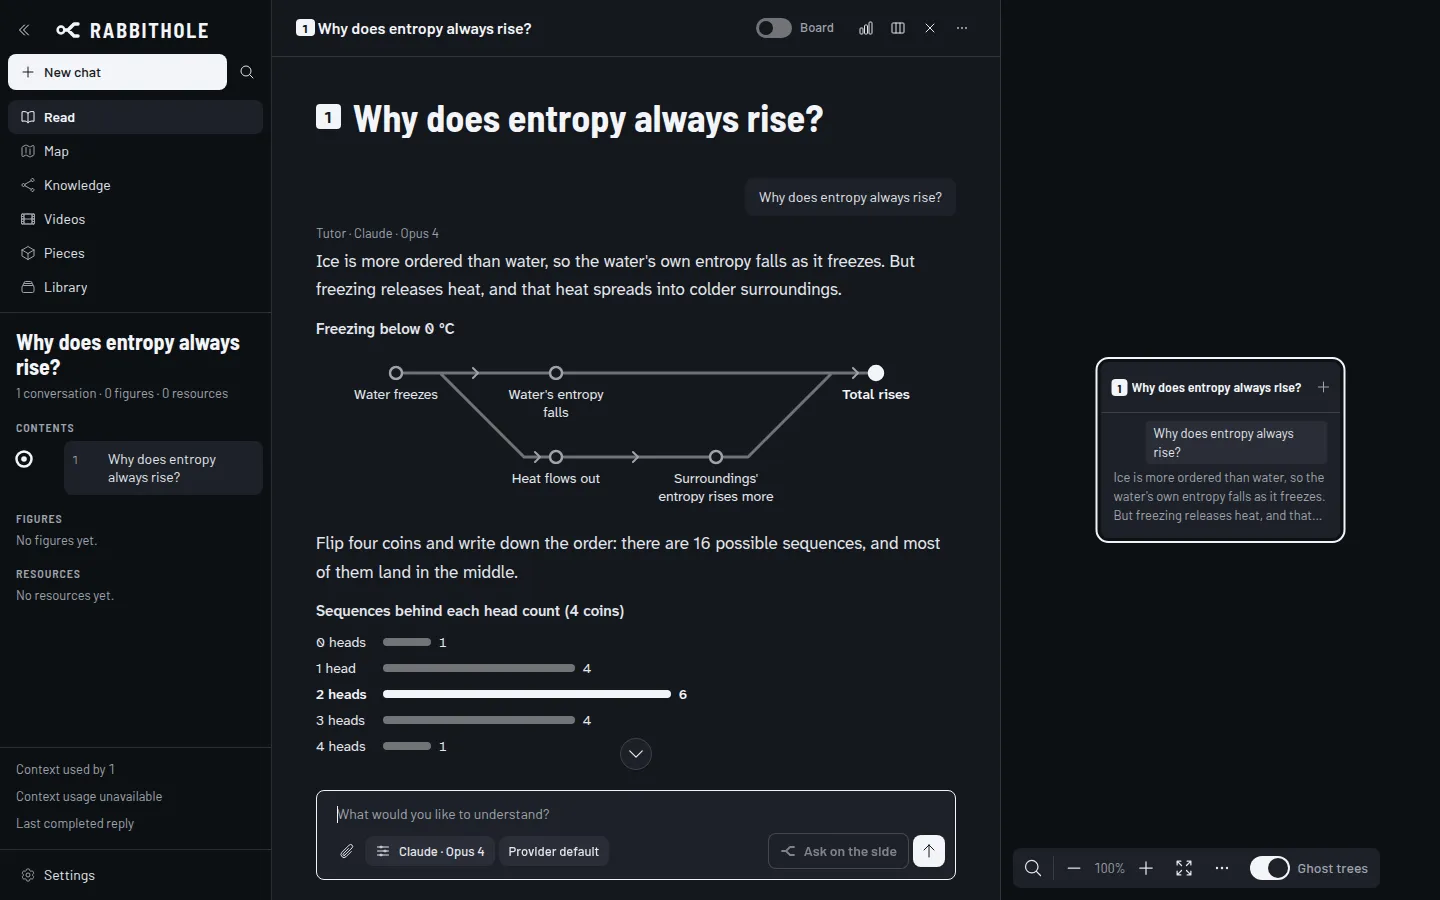 RABBITHOLE
New chat
Read
Map
Knowledge
Videos
Pieces
Library
Why does entropy always
rise?
1 conversation · 0 figures · 0 resources
CONTENTS
1 Why does entropy
always rise?
FIGURES
No figures yet.
RESOURCES
No resources yet.
Context used by 1
Context usage unavailable
Last completed reply
Settings
1 Why does entropy always rise?
Board
1 Why does entropy always rise?
Why does entropy always rise?
Tutor · Claude · Opus 4
Ice is more ordered than water, so the water's own entropy falls as it freezes. But
freezing releases heat, and that heat spreads into colder surroundings.
Freezing below 0 °C
Water freezes
Water's entropy
falls
Total rises
Heat flows out
Surroundings'
entropy rises more
Flip four coins and write down the order: there are 16 possible sequences, and most
of them land in the middle.
Sequences behind each head count (4 coins)
0 heads 1
1 head 4
2 heads 6
3 heads 4
4 heads 1
What would you like to understand?
Claude · Opus 4
Provider default
Ask on the side
1 Why does entropy always rise?
Why does entropy always
rise?
Ice is more ordered than water, so the
water's own entropy falls as it freezes.
But freezing releases heat, and that...
100%
Ghost trees